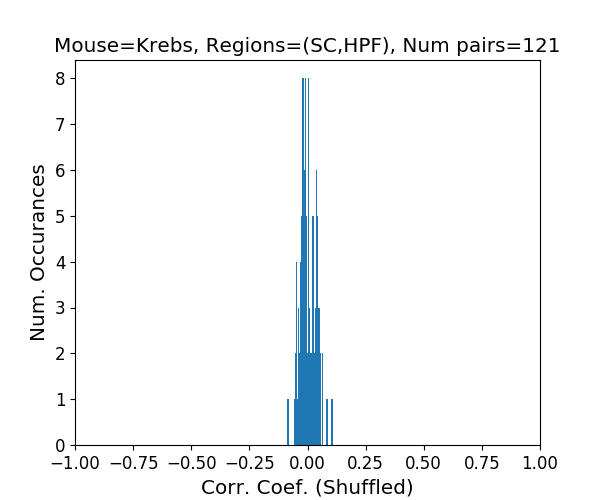 Mouse=Krebs, Regions=(SC,HPF), Num pairs=121
Num. Occurances
8
7
6
5
4
3
2
1
0
−1.00 −0.75 −0.50 −0.25 0.00 0.25 0.50 0.75 1.00
Corr. Coef. (Shuffled)